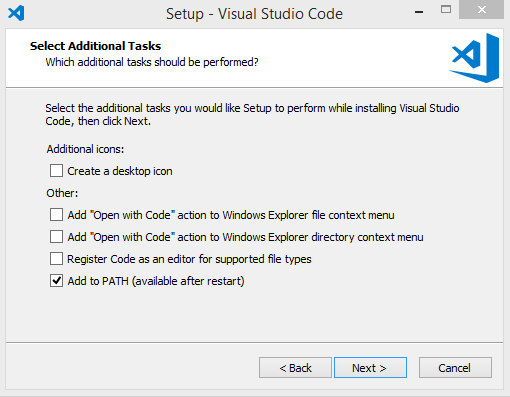 Setup - Visual Studio Code
Select Additional Tasks
Which additional tasks should be performed?
Select the additional tasks you would like Setup to perform while installing Visual Studio
Code, then click Next.
Additional icons:
Create a desktop icon
Other:
Add "Open with Code" action to Windows Explorer file context menu
Add "Open with Code" action to Windows Explorer directory context menu
Register Code as an editor for supported file types
Add to PATH (available after restart)
< Back
Next >
Cancel